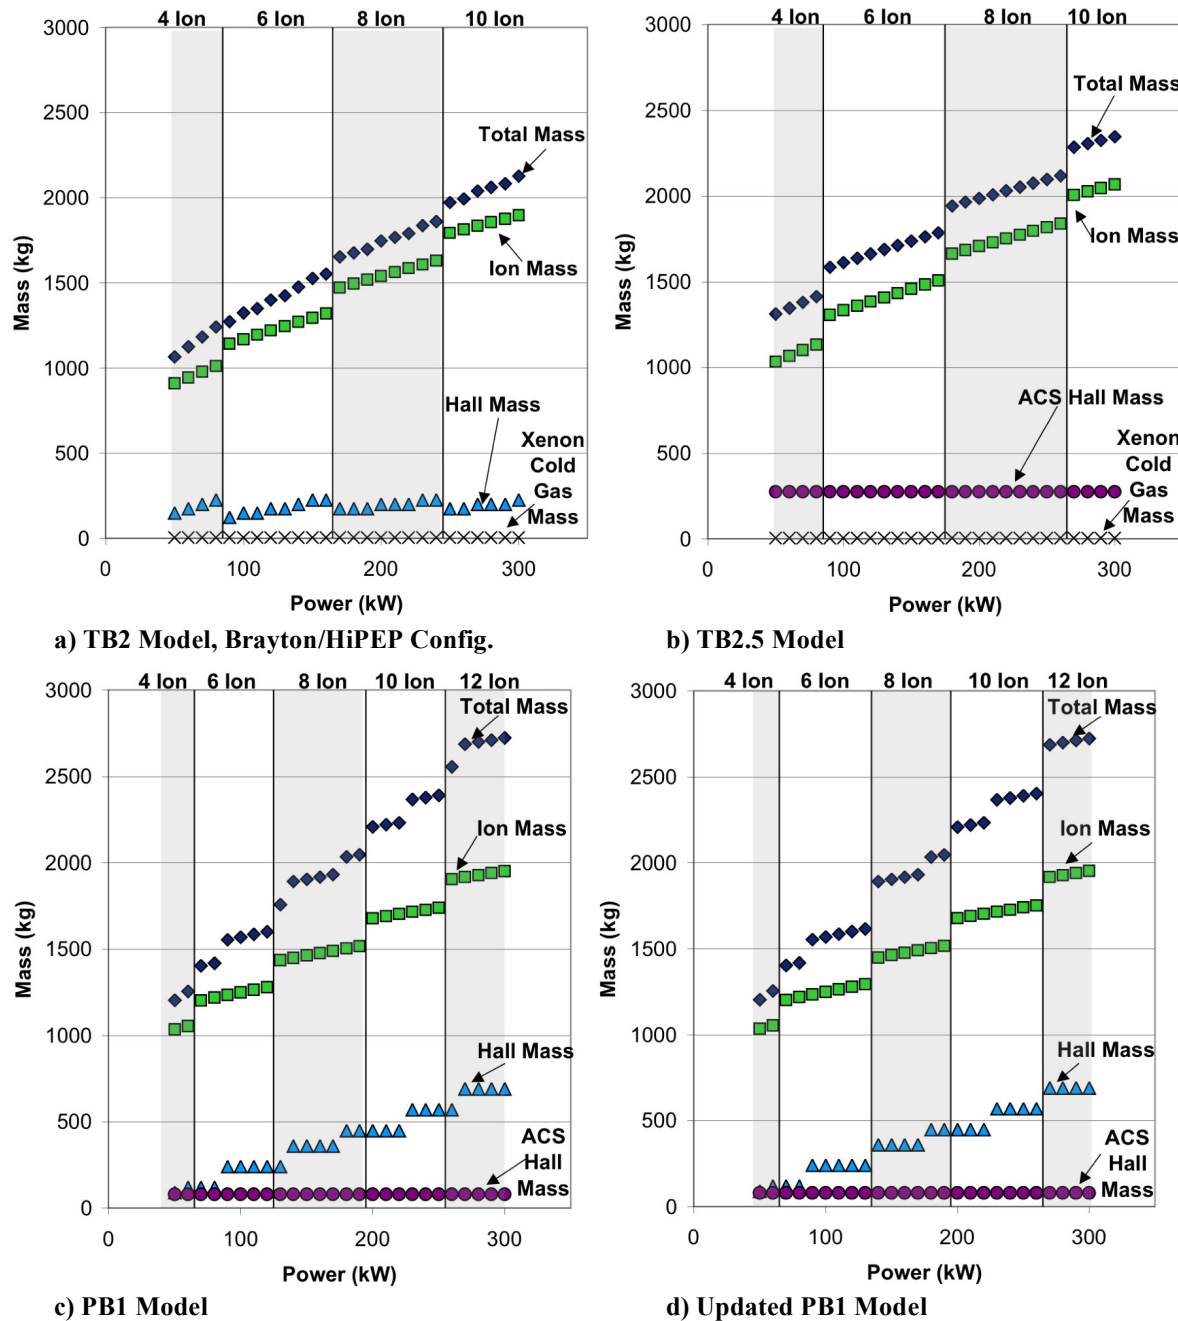 4 Ion 6 Ion 8 Ion 10 Ion
3000
2500
2000
1500
1000
500
0
Mass (kg)
Total Mass
Ion Mass
Hall Mass
Xenon
Cold
Gas
Mass
0 100 200 300
Power (kW)
a) TB2 Model, Brayton/HiPEP Config.
4 Ion 6 Ion 8 Ion 10 Ion
3000
2500
2000
1500
1000
500
0
Mass (kg)
Total Mass
Ion Mass
ACS Hall Mass
Xenon
Cold
Gas
Mass
0 100 200 300
Power (kW)
b) TB2.5 Model
4 Ion 6 Ion 8 Ion 10 Ion 12 Ion
3000
2500
2000
1500
1000
500
0
Mass (kg)
Total Mass
Ion Mass
Hall Mass
ACS
Hall
Mass
0 100 200 300
Power (kW)
c) PB1 Model
4 Ion 6 Ion 8 Ion 10 Ion 12 Ion
3000
2500
2000
1500
1000
500
0
Mass (kg)
Total Mass
Ion Mass
Hall Mass
ACS
Hall
Mass
0 100 200 300
Power (kW)
d) Updated PB1 Model